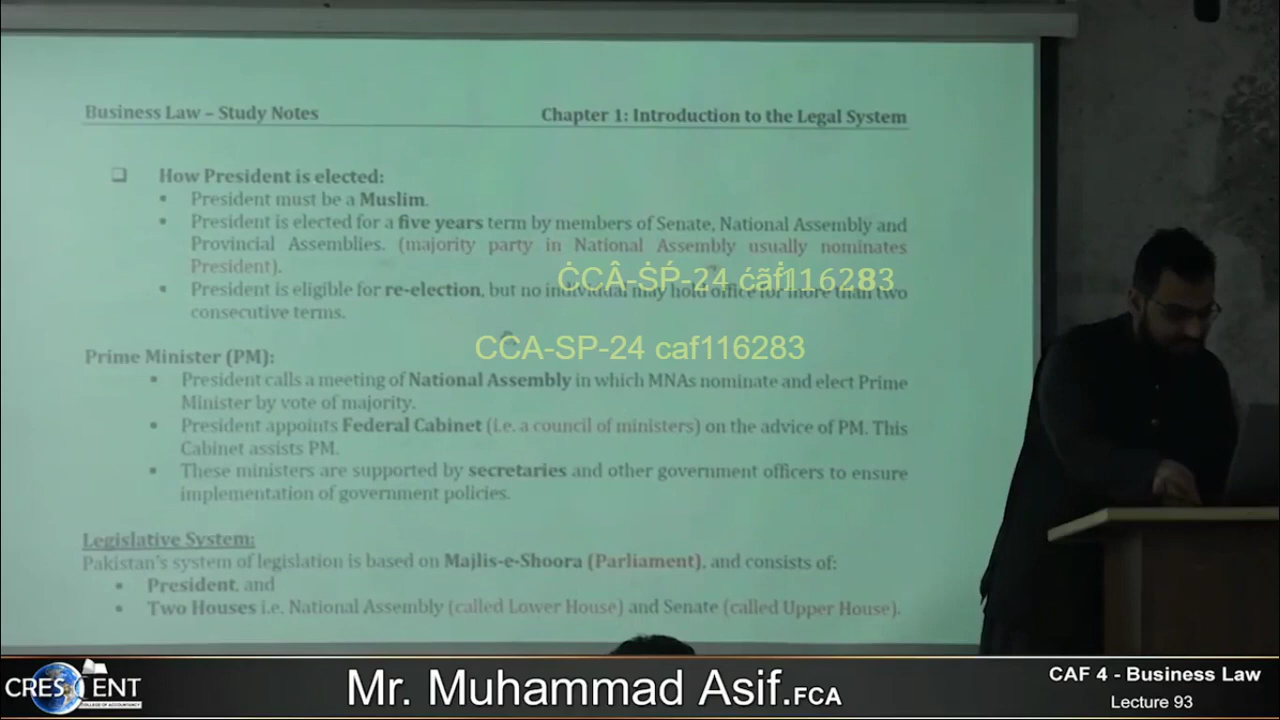 Business Law – Study Notes
Chapter 1: Introduction to the Legal System
❑ How President is elected:
▪ President must be a Muslim.
▪ President is elected for a five years term by members of Senate, National Assembly and
Provincial Assemblies. (majority party in National Assembly usually nominates
President).
▪ President is eligible for re-election, but no individual may hold office for more than two
ĊCÂ-ṠṔ-24 ćãḟ116283
consecutive terms.
CCA-SP-24 caf116283
Prime Minister (PM):
▪ President calls a meeting of National Assembly in which MNAs nominate and elect Prime
Minister by vote of majority.
▪ President appoints Federal Cabinet (i.e. a council of ministers) on the advice of PM. This
Cabinet assists PM.
▪ These ministers are supported by secretaries and other government officers to ensure
implementation of government policies.
Legislative System:
Pakistan's system of legislation is based on Majlis-e-Shoora (Parliament), and consists of:
▪ President, and
▪ Two Houses i.e. National Assembly (called Lower House) and Senate (called Upper House).
CRESCENT
COLLEGE OF ACCOUNTANCY
Mr. Muhammad Asif.FCA
CAF 4 - Business Law
Lecture 93